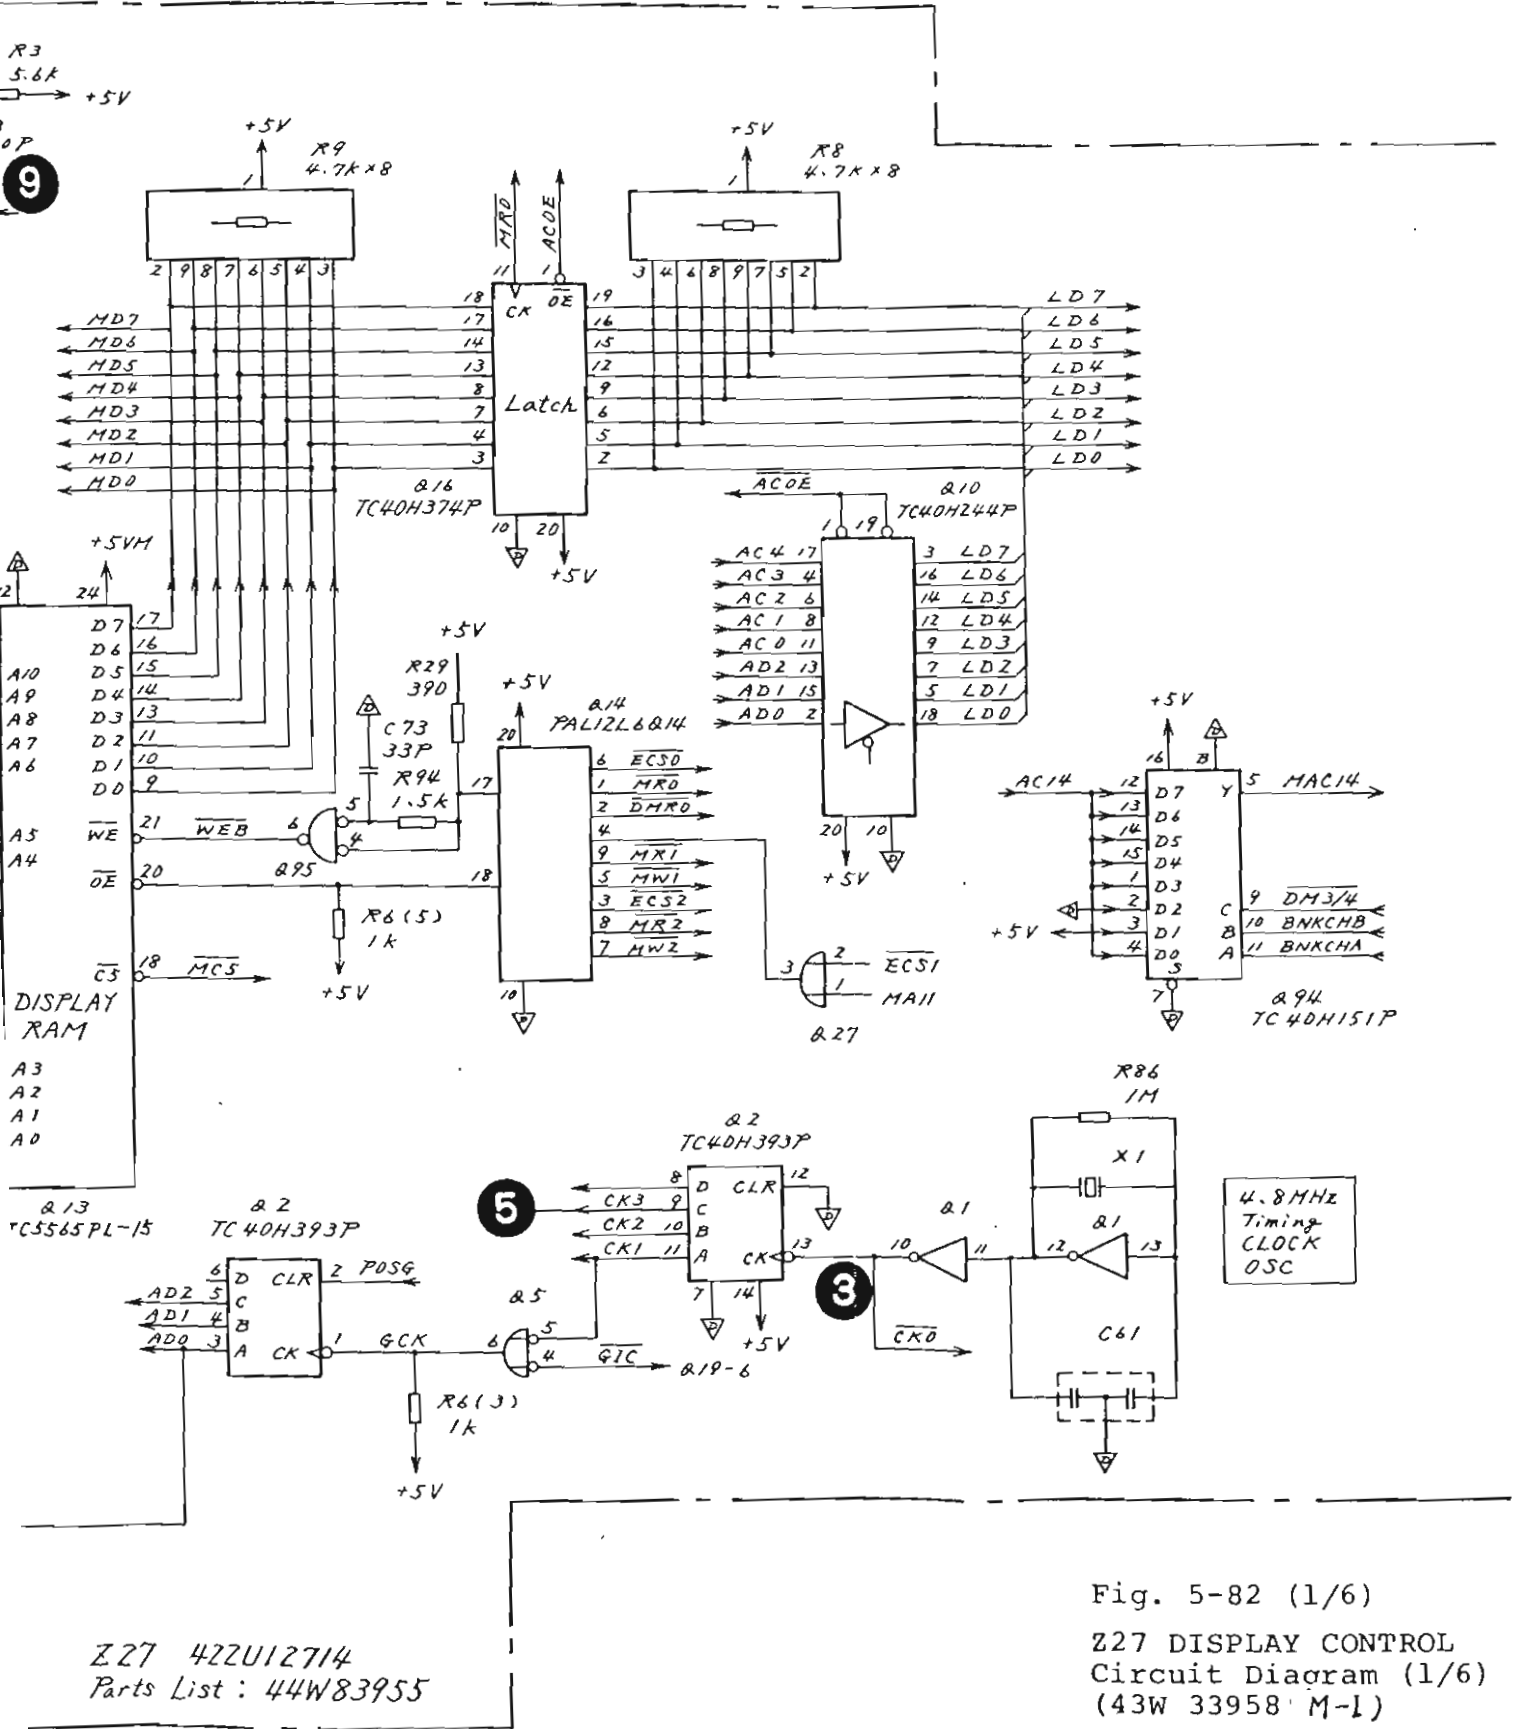 R3
5.6K
+5V
0P
9
+5V
R9
4.7K×8
1
2 9 8 7 6 5 4 3
MRO
ACOE
11
1
CK
OE
+5V
R8
4.7K×8
1
3 4 6 8 9 7 5 2
18
17
14
13
8
7
4
3
Latch
19
16
15
12
9
6
5
2
MD7
MD6
MD5
MD4
MD3
MD2
MD1
MD0
LD7
LD6
LD5
LD4
LD3
LD2
LD1
LD0
Q16
TC40H374P
10
20
D
+5V
ACOE
Q10
TC40H244P
1
19
AC4 17
AC3 4
AC2 6
AC1 8
AC0 11
AD2 13
AD1 15
AD0 2
3 LD7
16 LD6
14 LD5
12 LD4
9 LD3
7 LD2
5 LD1
18 LD0
20
10
+5V
D
D
+5VM
24
D7 17
D6 16
A10 D5 15
A9 D4 14
A8 D3 13
A7 D2 11
A6 D1 10
D0 9
A5 WE 21
A4
OE 20
CS 18
MCS
DISPLAY
RAM
A3
A2
A1
A0
Q13
TC5565PL-15
WEB
6
5
4
Q95
D
C73
33P
R94
1.5K
R29
390
+5V
R6(5)
1K
+5V
+5V
20
Q14
PAL12L6Q14
17
18
10
D
6 ECS0
1 MRO
2 DMRO
4
9 MR1
5 MW1
3 ECS2
8 MR2
7 MW2
3
2 ECS1
1 MA11
Q27
+5V
D
16
8
AC14
12 D7
13 D6
14 D5
15 D4
1 D3
2 D2
3 D1
4 D0
D
+5V
Y 5 MAC14
C 9 DM3/4
B 10 BNKCHB
A 11 BNKCHA
S
7
D
Q94
TC40H151P
R86
1M
X1
Q1
12
13
Q1
10
11
C61
D
4.8MHz
Timing
CLOCK
OSC
3
CK0
Q2
TC40H393P
8 D
CK3 9 C
CK2 10 B
CK1 11 A
CLR 12
D
CK 13
7
14
D
+5V
5
Q5
6
5
4
GIC
Q19-6
Q2
TC40H393P
6 D
AD2 5 C
AD1 4 B
AD0 3 A
CLR 2 POSG
CK 1 GCK
R6(3)
1K
+5V
Z27 422U12714
Parts List: 44W83955
Fig. 5-82 (1/6)
Z27 DISPLAY CONTROL
Circuit Diagram (1/6)
(43W 33958 M-1)